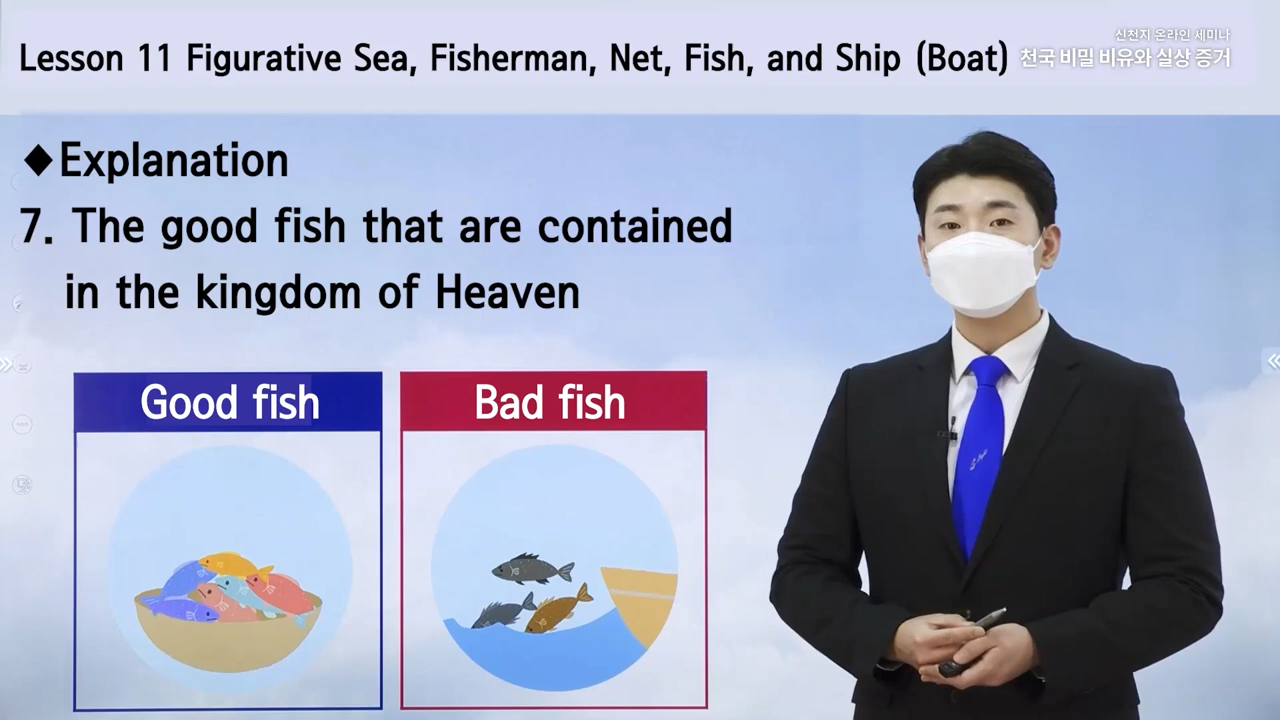 Lesson 11 Figurative Sea, Fisherman, Net, Fish, and Ship (Boat)
신천지 온라인 세미나
천국 비밀 비유와 실상 증거
◆Explanation
7. The good fish that are contained
in the kingdom of Heaven
Good fish
Bad fish